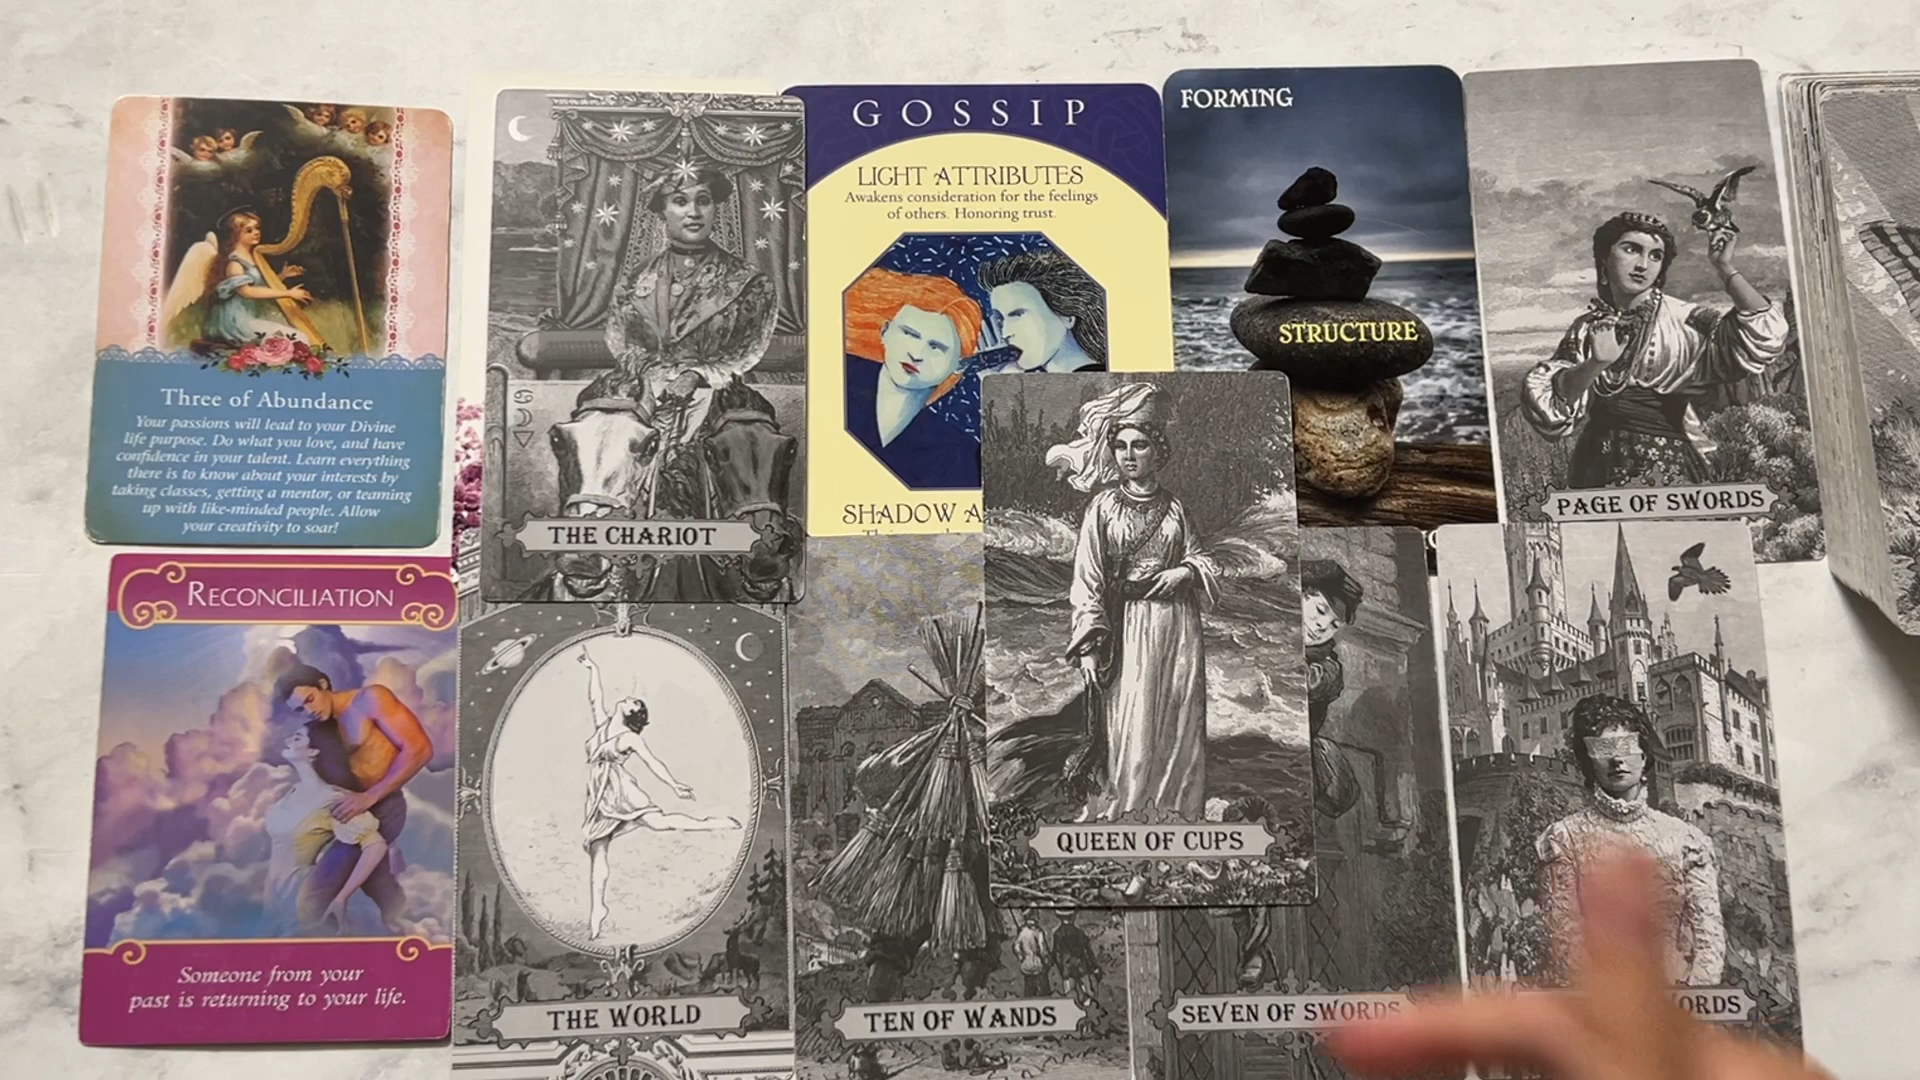 Three of Abundance
Your passions will lead to your Divine
life purpose. Do what you love, and have
confidence in your talent. Learn everything
there is to know about your interests by
taking classes, getting a mentor, or teaming
up with like-minded people. Allow
your creativity to soar!
THE CHARIOT
GOSSIP
LIGHT ATTRIBUTES
Awakens consideration for the feelings
of others. Honoring trust.
SHADOW A
FORMING
STRUCTURE
PAGE OF SWORDS
RECONCILIATION
Someone from your
past is returning to your life.
THE WORLD
TEN OF WANDS
QUEEN OF CUPS
SEVEN OF SWORDS
ORDS